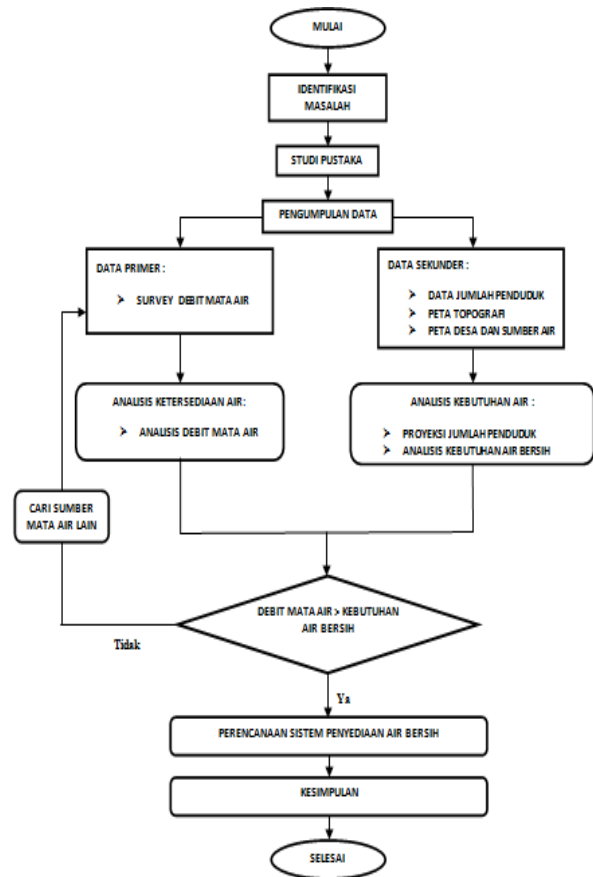 MULAI
IDENTIFIKASI
MASALAH
STUDI PUSTAKA
PENGUMPULAN DATA
DATA PRIMER :
➢ SURVEY DEBIT MATA AIR
DATA SEKUNDER :
➢ DATA JUMLAH PENDUDUK
➢ PETA TOPOGRAFI
➢ PETA DESA DAN SUMBER AIR
ANALISIS KETERSEDIAAN AIR:
➢ ANALISIS DEBIT MATA AIR
ANALISIS KEBUTUHAN AIR :
➢ PROYEKSI JUMLAH PENDUDUK
➢ ANALISIS KEBUTUHAN AIR BERSIH
CARI SUMBER
MATA AIR LAIN
DEBIT MATA AIR > KEBUTUHAN
AIR BERSIH
Tidak
Ya
PERENCANAAN SISTEM PENYEDIAAN AIR BERSIH
KESIMPULAN
SELESAI